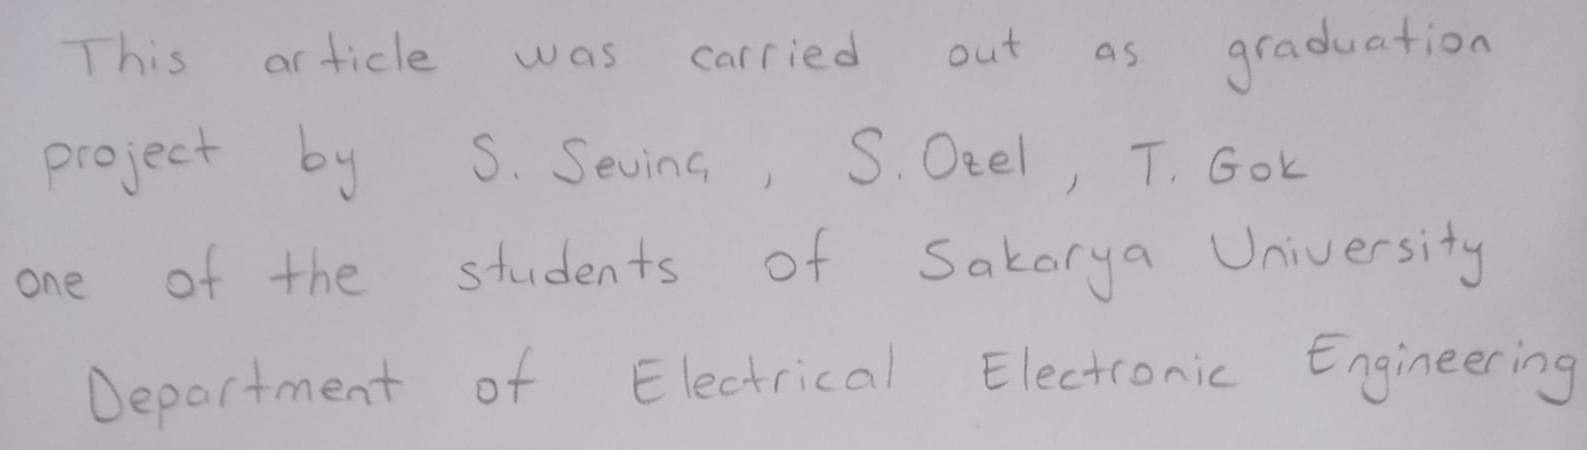 This article was carried out as graduation
project by S. Sevinç, S. Ozel, T. Gok
one of the students of Sakarya University
Department of Electrical Electronic Engineering